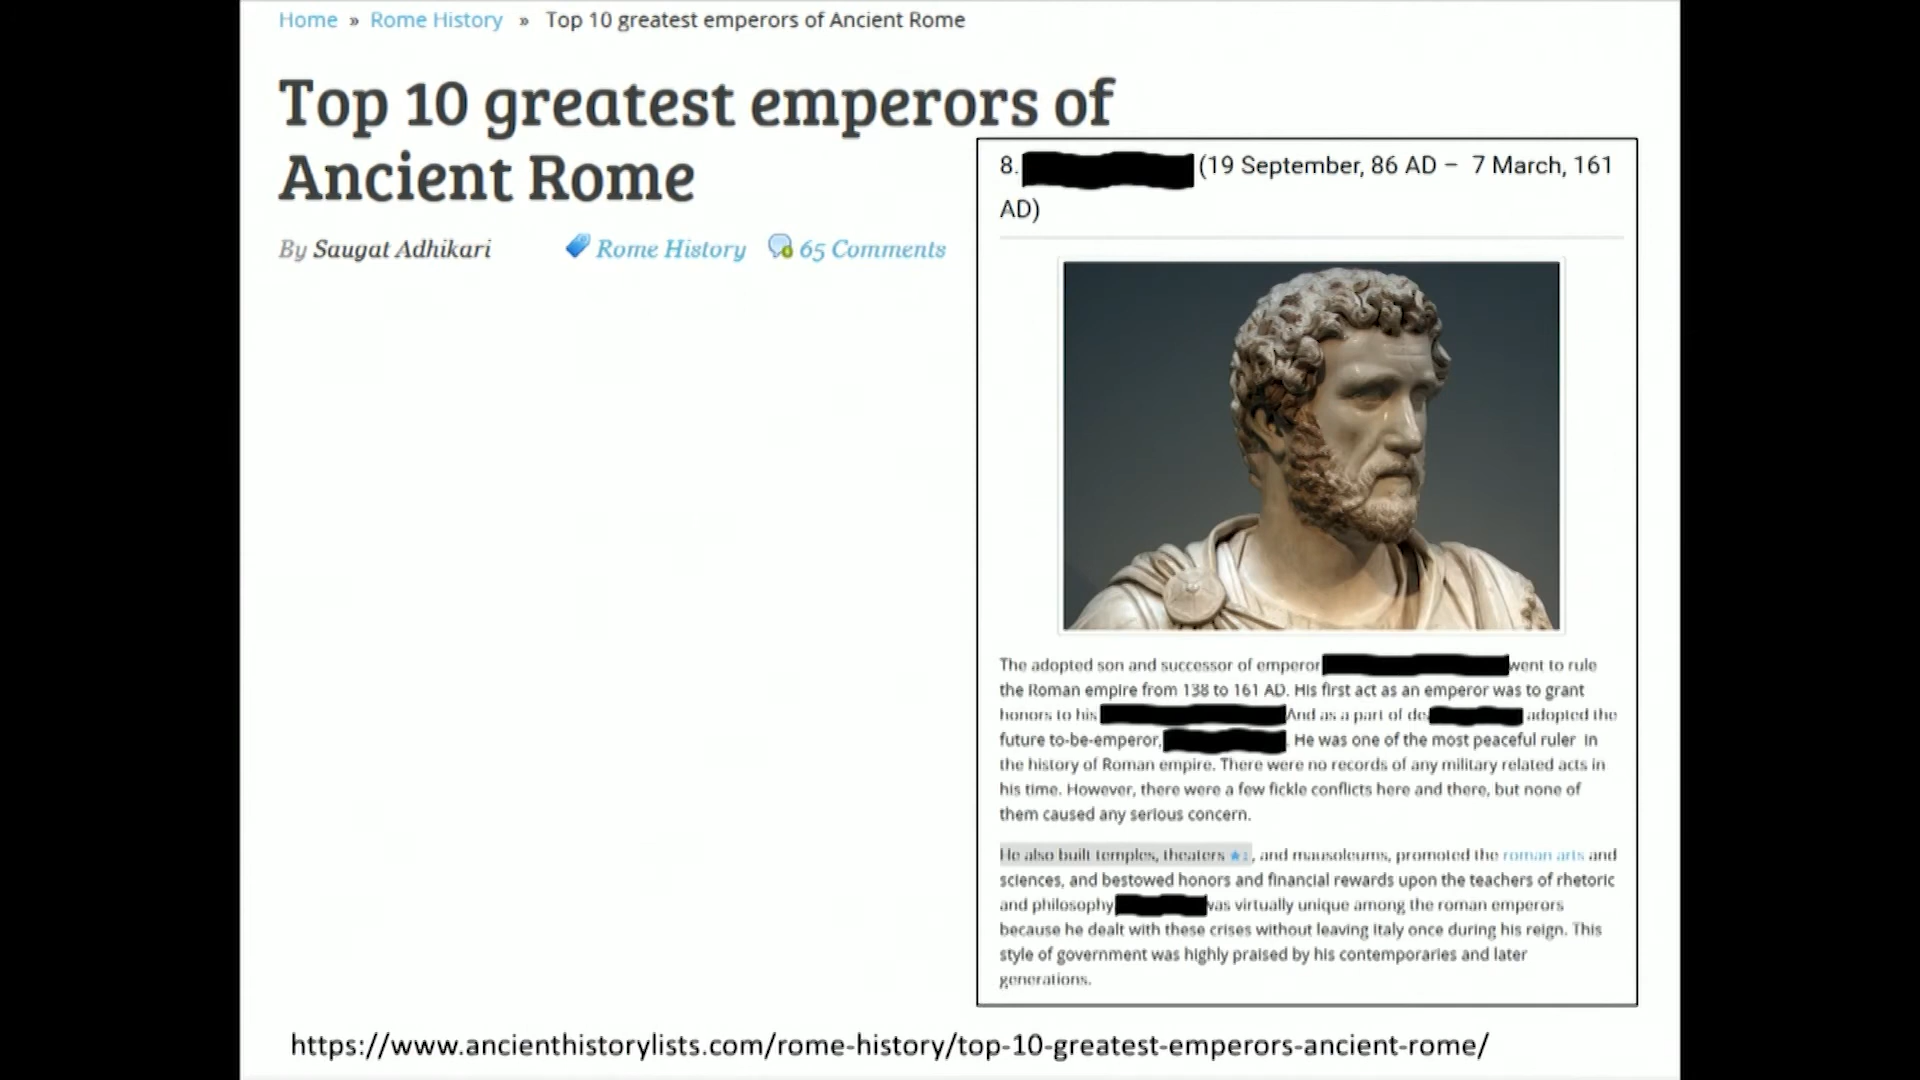 Home » Rome History » Top 10 greatest emperors of Ancient Rome
Top 10 greatest emperors of
Ancient Rome
By Saugat Adhikari Rome History 65 Comments
8. (19 September, 86 AD – 7 March, 161
AD)
The adopted son and successor of emperor went to rule
the Roman empire from 138 to 161 AD. His first act as an emperor was to grant
honors to his And as a part of adopted the
future to-be-emperor, . He was one of the most peaceful ruler in
the history of Roman empire. There were no records of any military related acts in
his time. However, there were a few fickle conflicts here and there, but none of
them caused any serious concern.
He also built temples, theaters , and mausoleums, promoted the roman arts and
sciences, and bestowed honors and financial rewards upon the teachers of rhetoric
and philosophy was virtually unique among the roman emperors
because he dealt with these crises without leaving Italy once during his reign. This
style of government was highly praised by his contemporaries and later
generations.
https://www.ancienthistorylists.com/rome-history/top-10-greatest-emperors-ancient-rome/